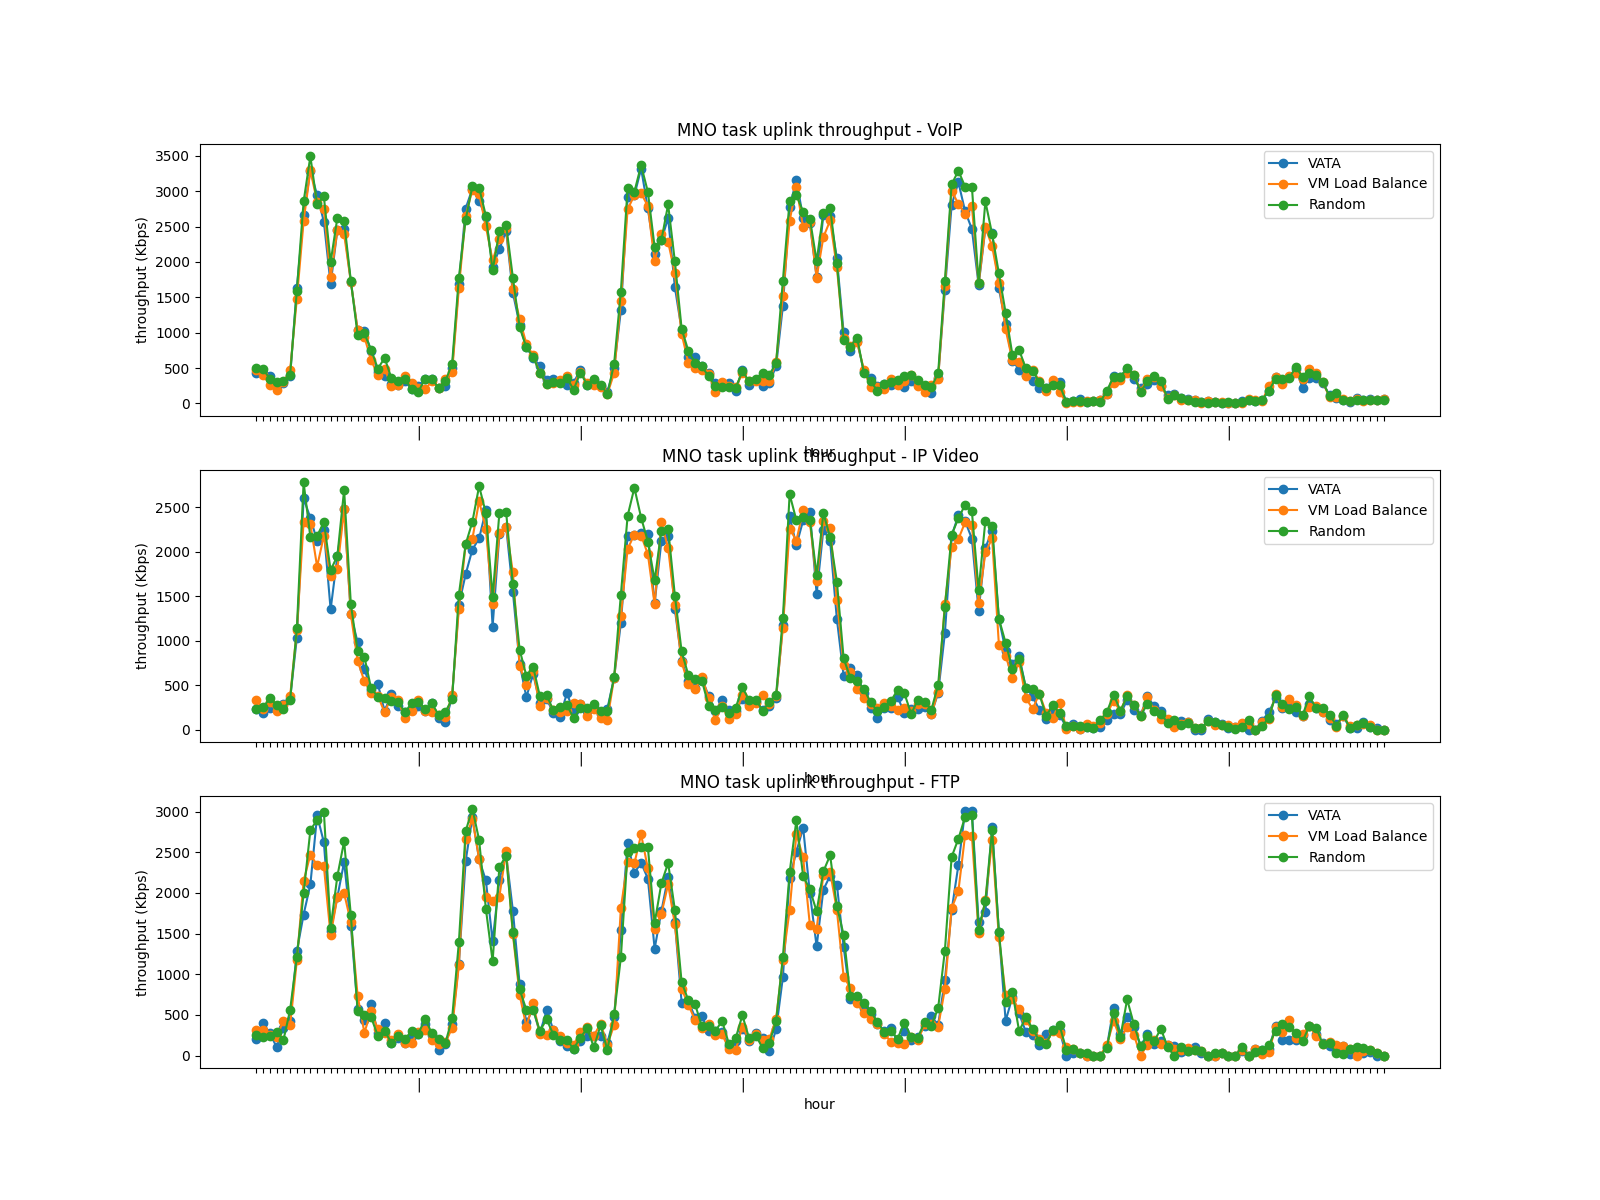 MNO task uplink throughput - VoIP
throughput (Kbps)
3500
3000
2500
2000
1500
1000
500
0
VATA
VM Load Balance
Random
hour
MNO task uplink throughput - IP Video
throughput (Kbps)
2500
2000
1500
1000
500
0
VATA
VM Load Balance
Random
hour
MNO task uplink throughput - FTP
throughput (Kbps)
3000
2500
2000
1500
1000
500
0
VATA
VM Load Balance
Random
hour